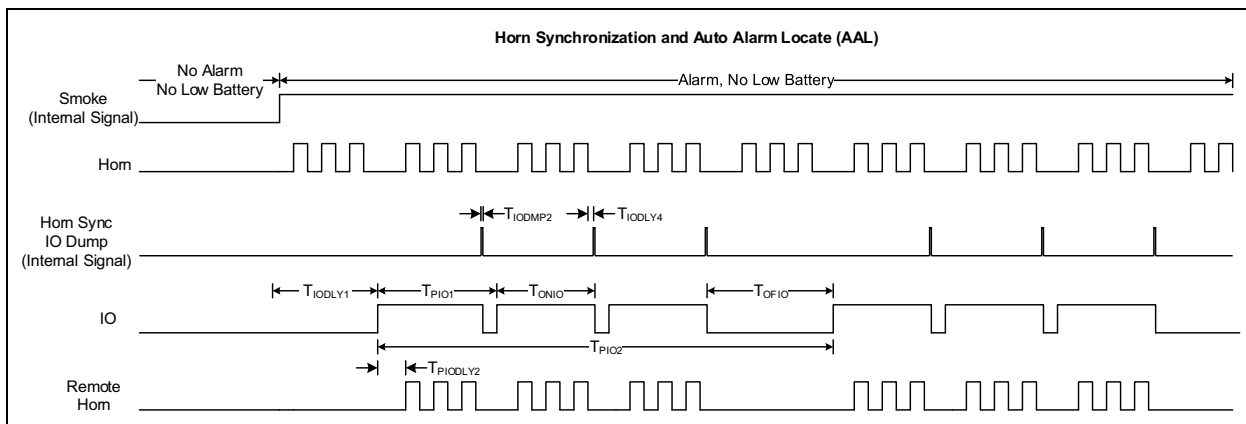 Horn Synchronization and Auto Alarm Locate (AAL)
No Alarm
No Low Battery
Alarm, No Low Battery
Smoke
(Internal Signal)
Horn
Horn Sync
IO Dump
(Internal Signal)
TIODMP2
TIODLY4
TIODLY1
TPIO1
TONIO
TOFIO
IO
TPIO2
TPIODLY2
Remote
Horn